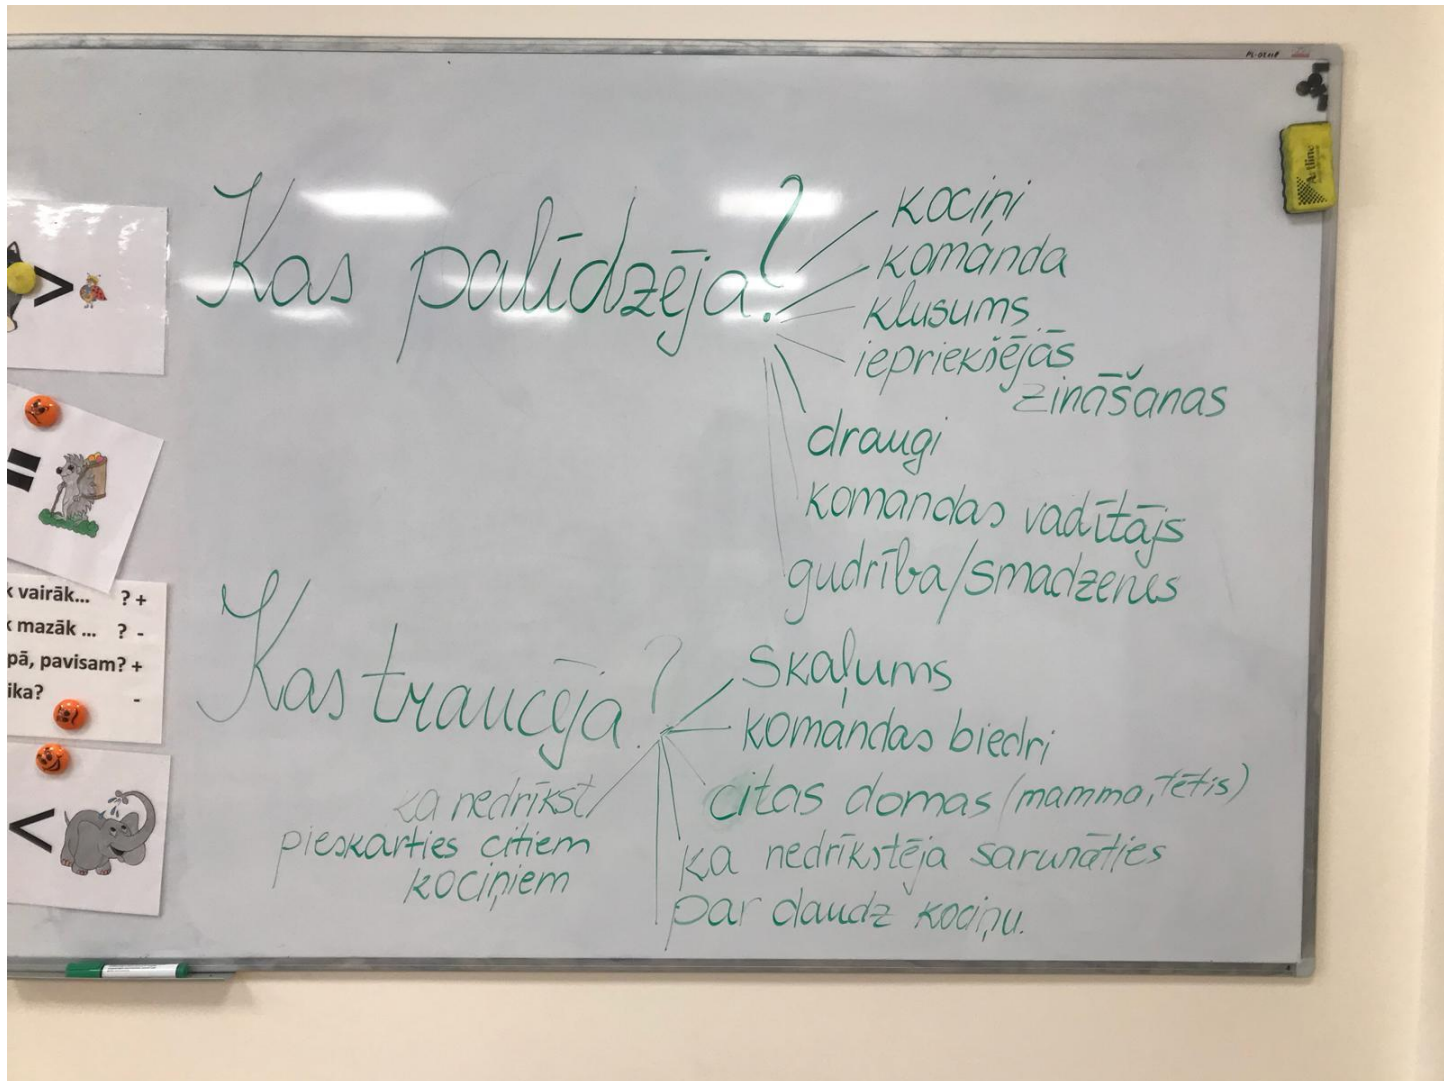 Kas palīdzēja?
kociņi
komanda
klusums
iepriekšējās
zināšanas
draugi
komandas vadītājs
gudrība/smadzenes
Kas traucēja?
Skaļums
komandas biedri
citas domas (mamma, tētis)
ka nedrīkstēja sarunāties
par daudz kociņu.
ka nedrīkst
pieskarties citiem
kociņiem
>
=
k vairāk... ? +
k mazāk ... ? -
pā, pavisam? +
ika? -
<
Artline